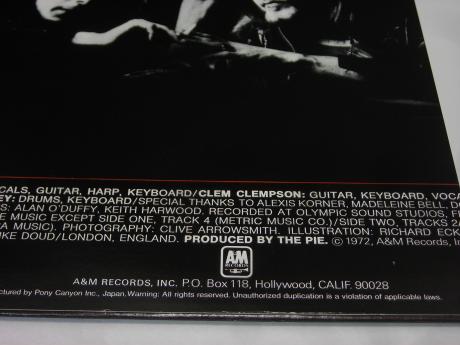 CALS, GUITAR, HARP, KEYBOARD/CLEM CLEMPSON: GUITAR, KEYBOARD, VOCA
EY: DRUMS, KEYBOARD/SPECIAL THANKS TO ALEXIS KORNER, MADELEINE BELL, DO
S: ALAN O'DUFFY, KEITH HARWOOD. RECORDED AT OLYMPIC SOUND STUDIOS,
E MUSIC EXCEPT SIDE ONE, TRACK 4 (METRIC MUSIC CO.)/SIDE TWO, TRACKS 2/
A MUSIC). PHOTOGRAPHY: CLIVE ARROWSMITH. ILLUSTRATION: RICHARD ECK
IKE DOUD/LONDON, ENGLAND. PRODUCED BY THE PIE. © 1972, A&M Records, In
A&M RECORDS
A&M RECORDS, INC. P.O. Box 118, Hollywood, CALIF. 90028
ctured by Pony Canyon Inc., Japan. Warning: All rights reserved. Unauthorized duplication is a violation of applicable laws.